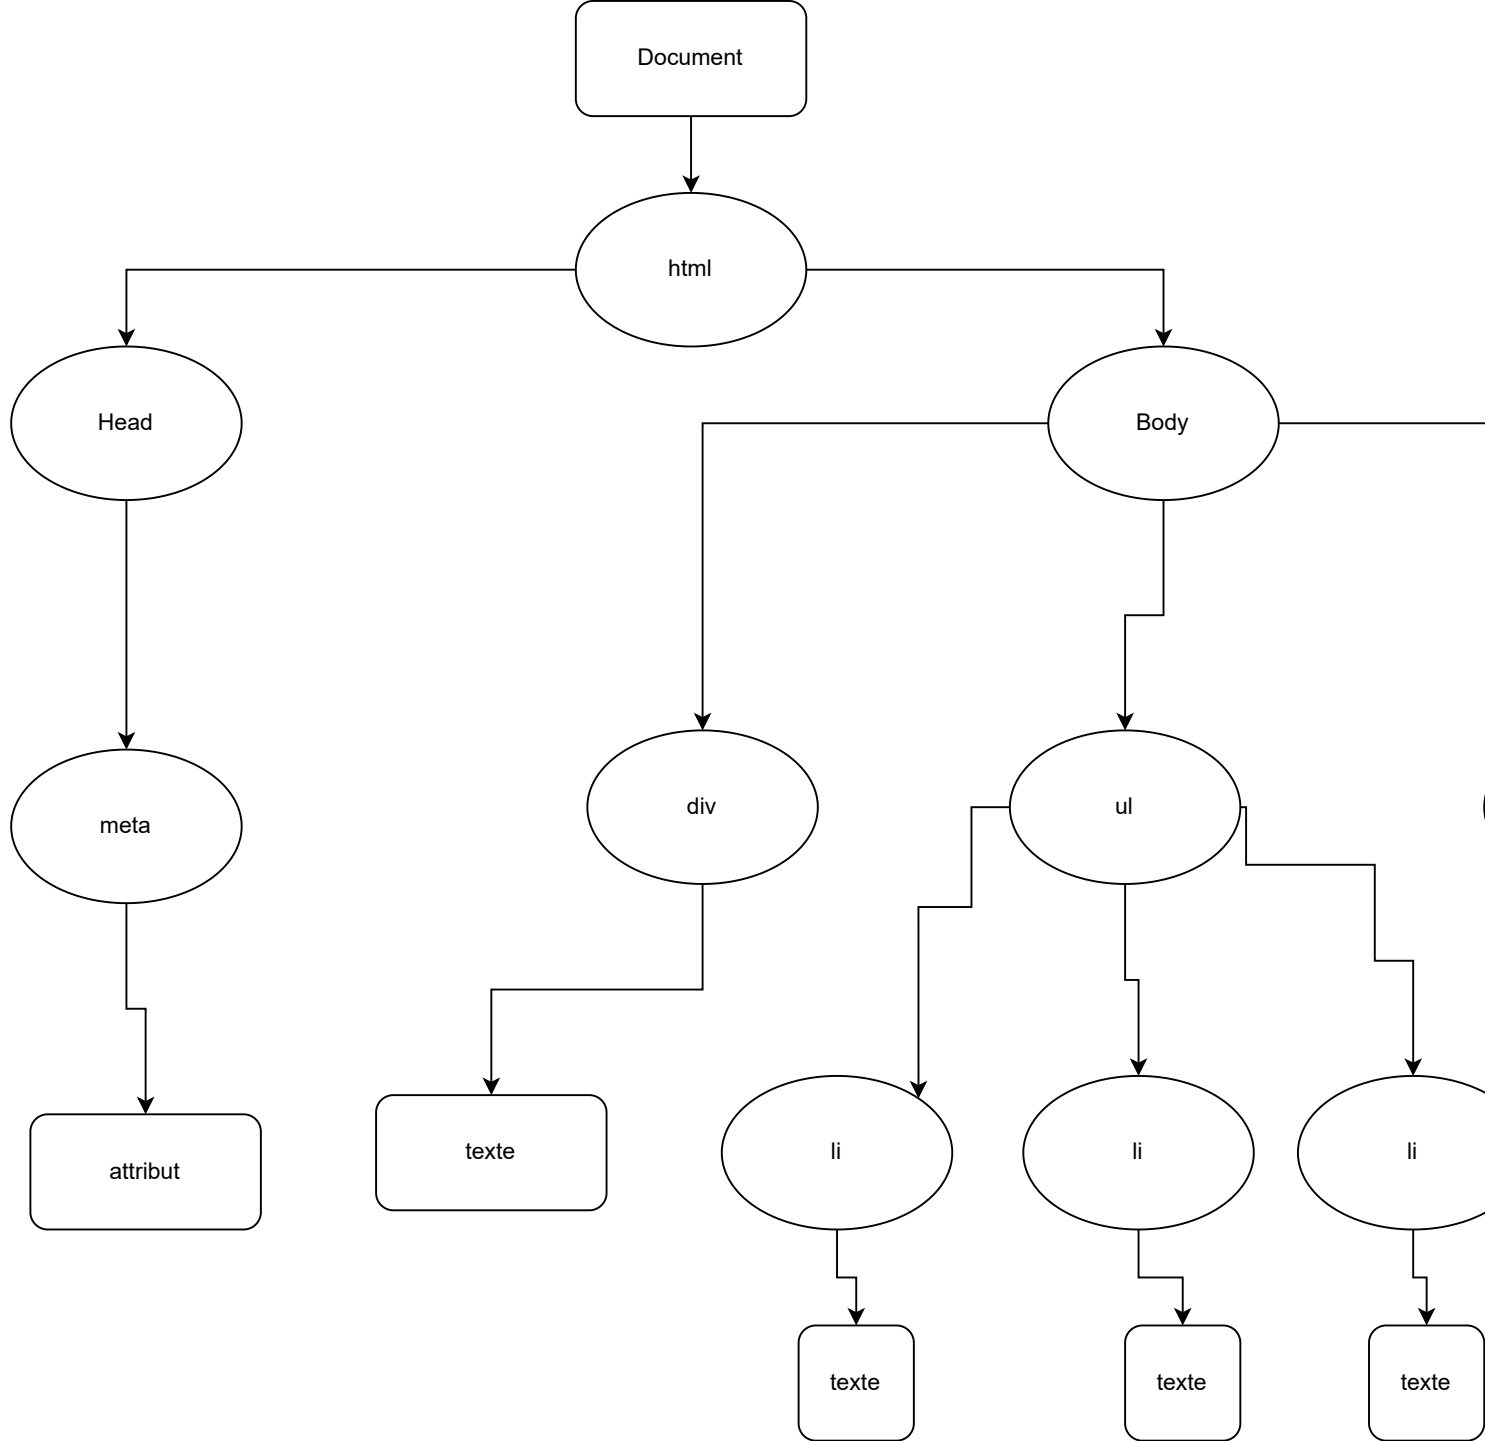 Document
html
Head
Body
meta
div
ul
attribut
texte
li
li
li
texte
texte
texte